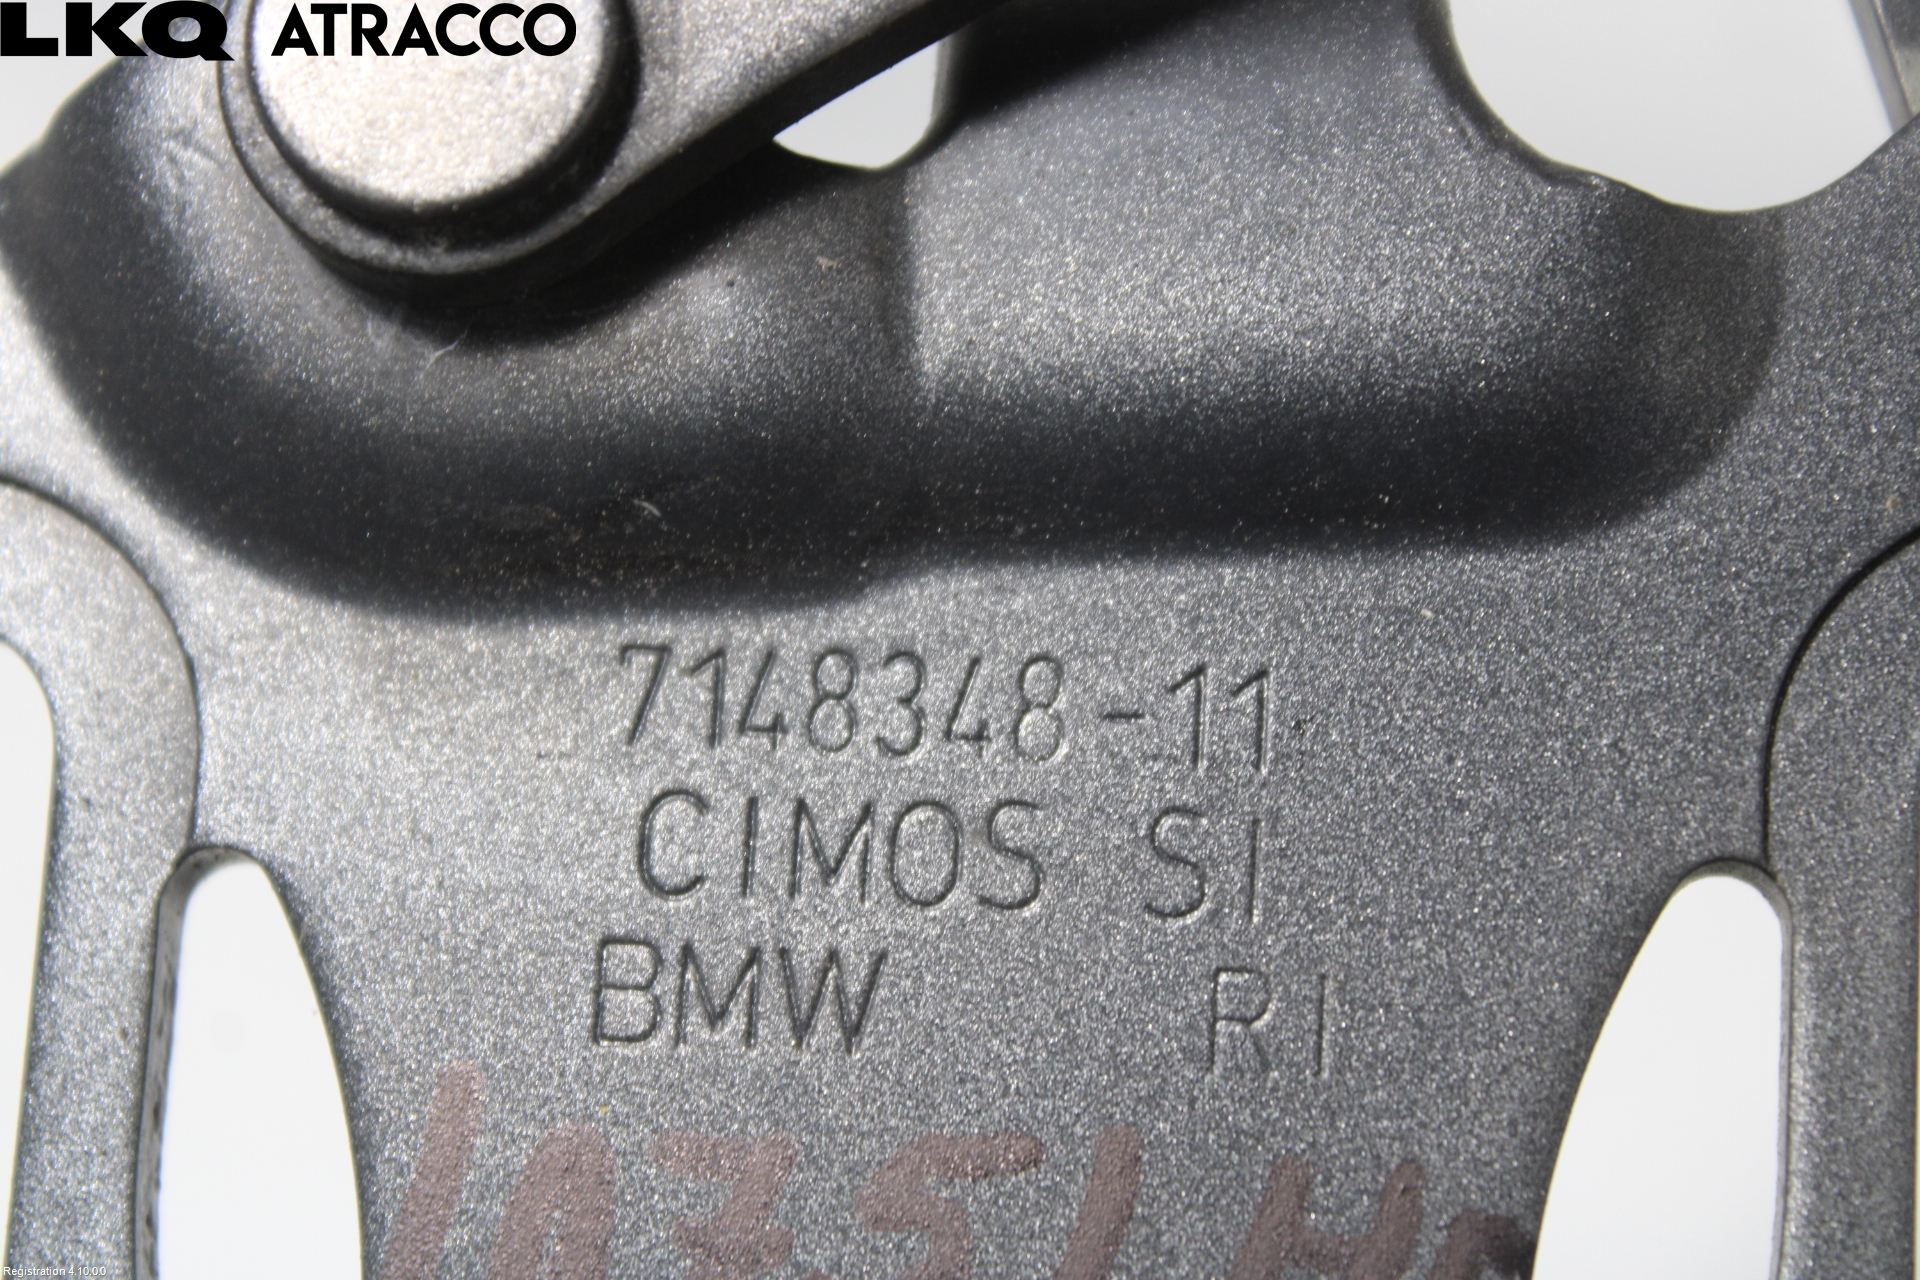 LKQ ATRACCO
7148348-11
CIMOS SI
BMW RI
Registration 4.10.0.0